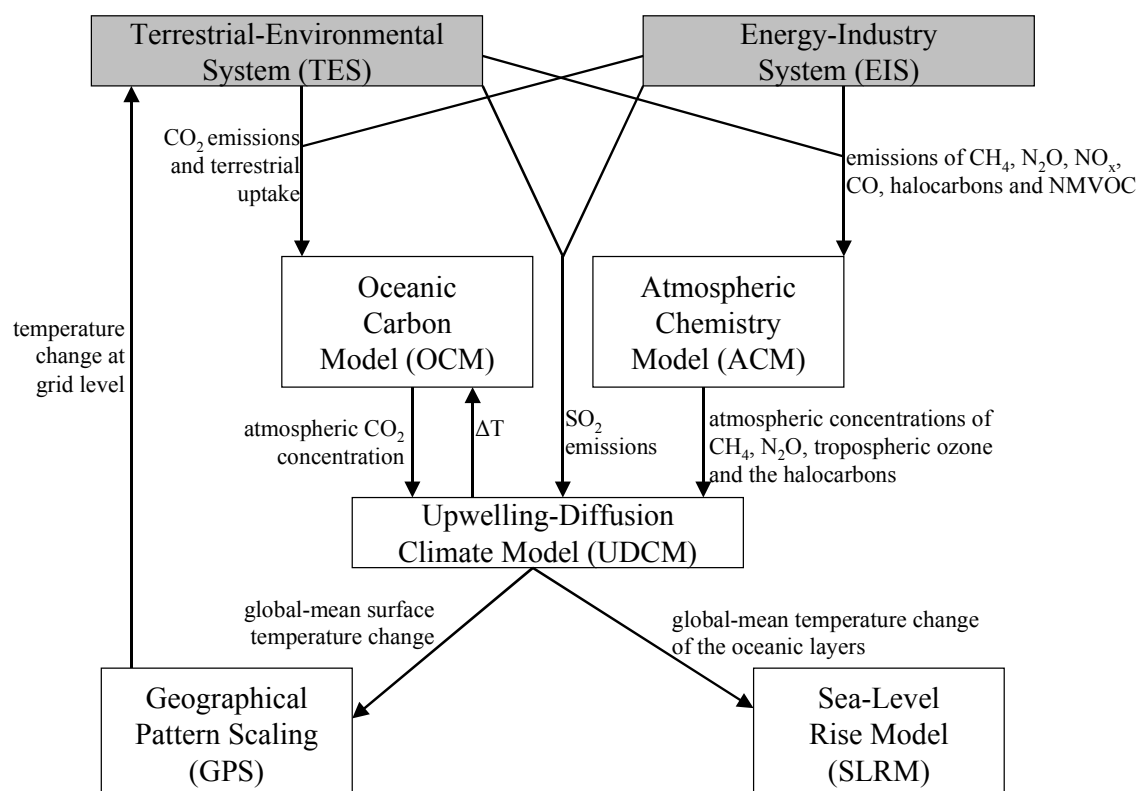 Terrestrial-Environmental
System (TES)
Energy-Industry
System (EIS)
CO₂ emissions
and terrestrial
uptake
emissions of CH₄, N₂O, NOₓ,
CO, halocarbons and NMVOC
Oceanic
Carbon
Model (OCM)
Atmospheric
Chemistry
Model (ACM)
temperature
change at
grid level
atmospheric CO₂
concentration
ΔT
SO₂
emissions
atmospheric concentrations of
CH₄, N₂O, tropospheric ozone
and the halocarbons
Upwelling-Diffusion
Climate Model (UDCM)
global-mean surface
temperature change
global-mean temperature change
of the oceanic layers
Geographical
Pattern Scaling
(GPS)
Sea-Level
Rise Model
(SLRM)